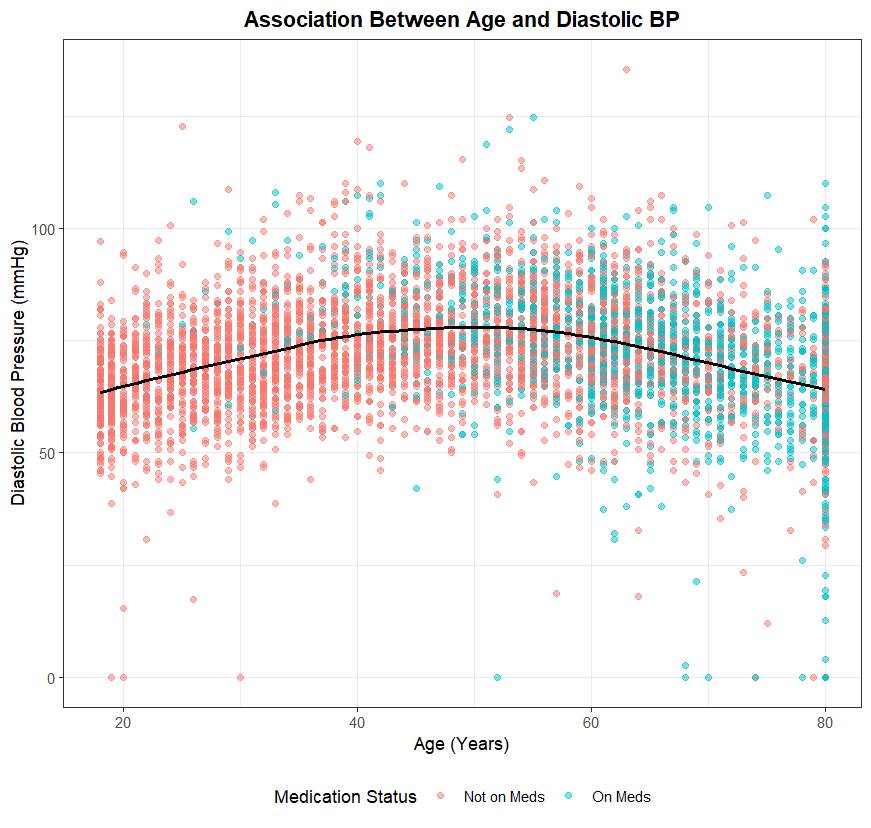 Association Between Age and Diastolic BP
Diastolic Blood Pressure (mmHg)
100
50
0
20 40 60 80
Age (Years)
Medication Status Not on Meds On Meds